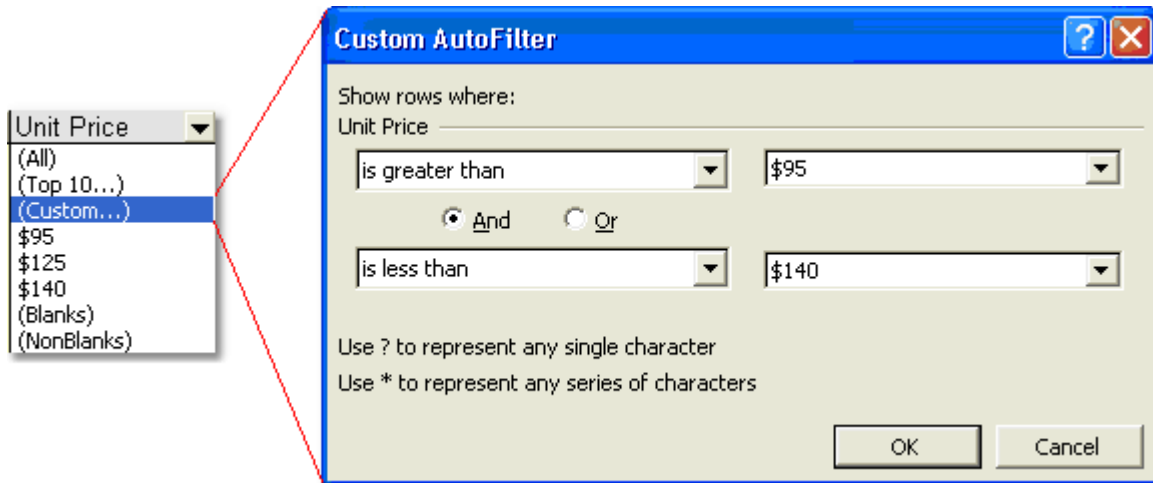 Unit Price
(All)
(Top 10...)
(Custom...)
$95
$125
$140
(Blanks)
(NonBlanks)
Custom AutoFilter
Show rows where:
Unit Price
is greater than $95
And Or
is less than $140
Use ? to represent any single character
Use * to represent any series of characters
OK Cancel